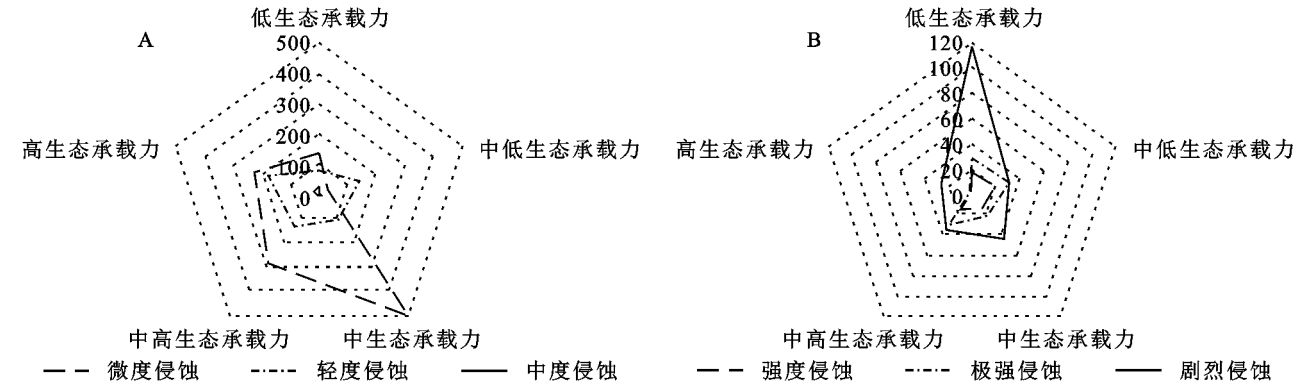 A
低生态承载力
500
400
300
200
100
0
高生态承载力
中低生态承载力
中高生态承载力
中生态承载力
微度侵蚀
轻度侵蚀
中度侵蚀
B
低生态承载力
120
100
80
60
40
20
0
高生态承载力
中低生态承载力
中高生态承载力
中生态承载力
强度侵蚀
极强侵蚀
剧烈侵蚀